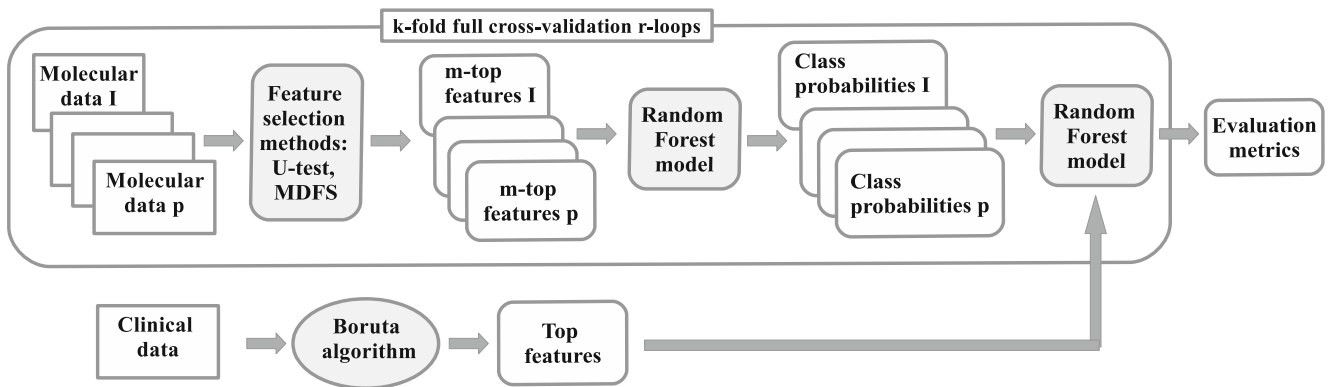 k-fold full cross-validation r-loops
Molecular
data I
Molecular
data p
Feature
selection
methods:
U-test,
MDFS
m-top
features I
m-top
features p
Random
Forest
model
Class
probabilities I
Class
probabilities p
Random
Forest
model
Evaluation
metrics
Clinical
data
Boruta
algorithm
Top
features